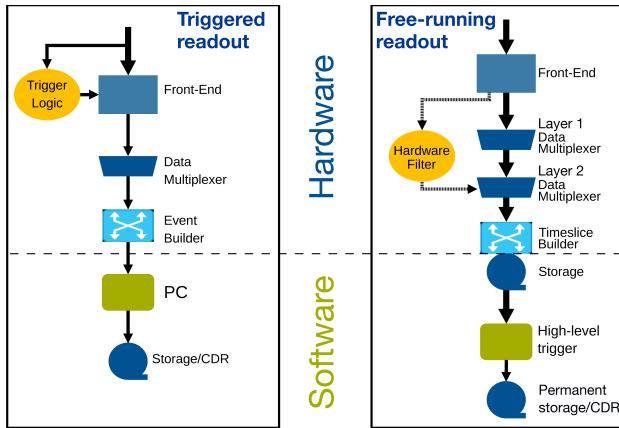 Triggered
readout
Trigger
Logic
Front-End
Data
Multiplexer
Event
Builder
PC
Storage/CDR
Hardware
Software
Free-running
readout
Front-End
Layer 1
Data
Multiplexer
Hardware
Filter
Layer 2
Data
Multiplexer
Timeslice
Builder
Storage
High-level
trigger
Permanent
storage/CDR